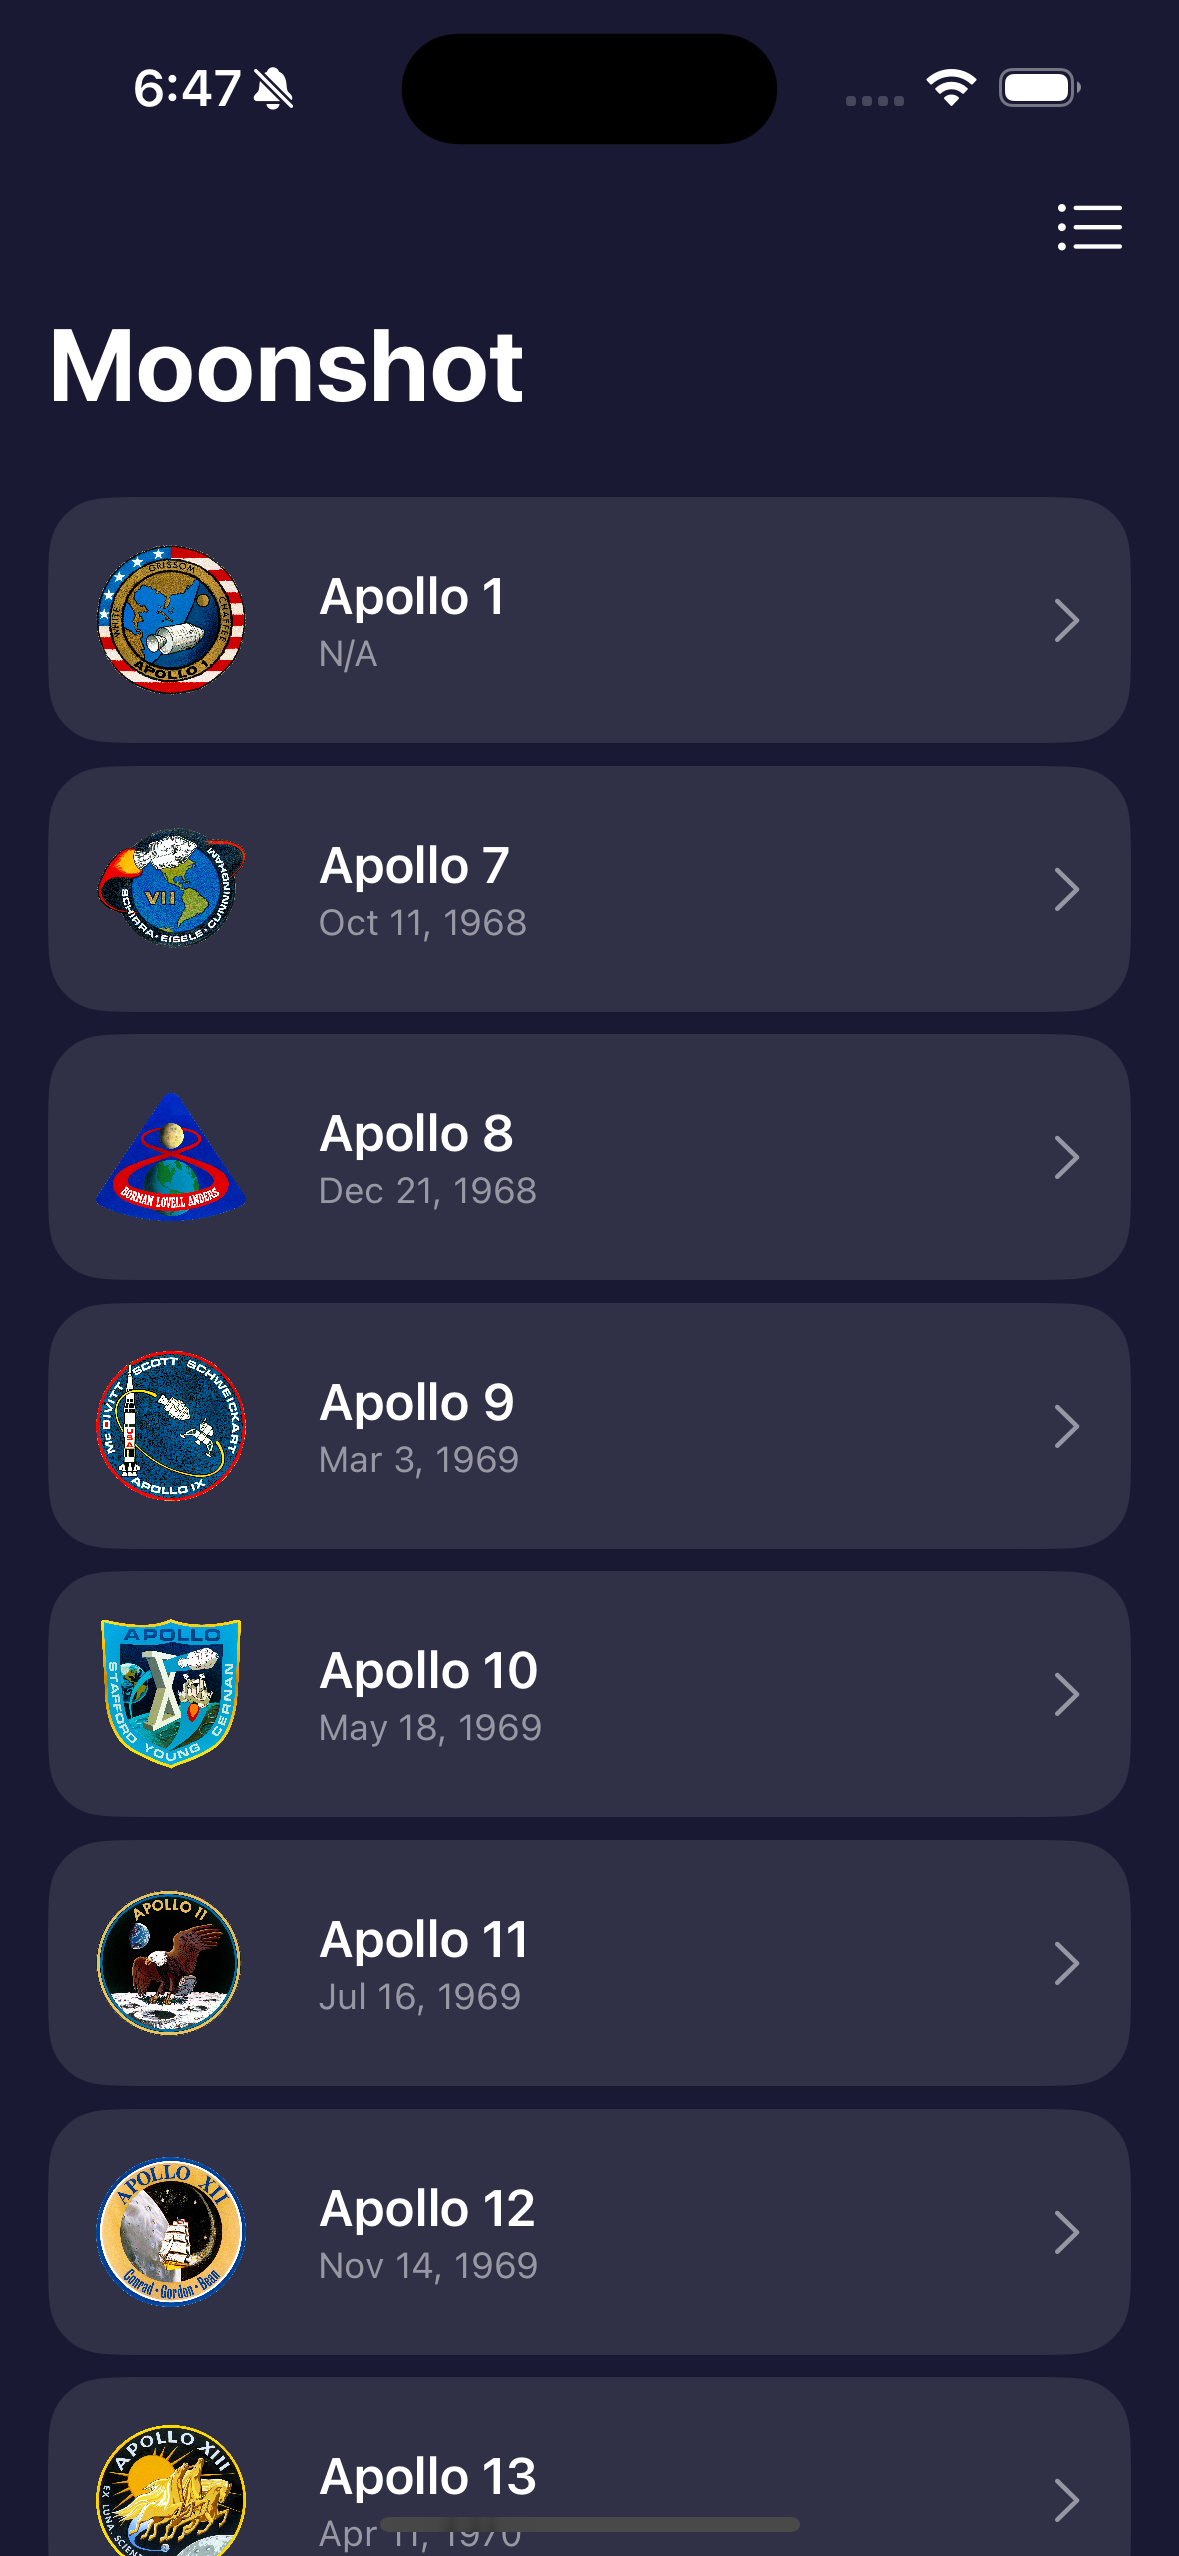 6:47
Moonshot
GRISSOM
WHITE
CHAFFEE
APOLLO 1
Apollo 1
N/A
VII
SCHIRRA • EISELE • CUNNINGHAM
Apollo 7
Oct 11, 1968
BORMAN LOVELL ANDERS
Apollo 8
Dec 21, 1968
McDIVITT SCOTT SCHWEICKART
USA
APOLLO IX
Apollo 9
Mar 3, 1969
APOLLO
X
STAFFORD YOUNG CERNAN
Apollo 10
May 18, 1969
APOLLO 11
Apollo 11
Jul 16, 1969
APOLLO XII
Conrad • Gordon • Bean
Apollo 12
Nov 14, 1969
APOLLO XIII
EX LUNA,
Apollo 13
Apr 11, 1970